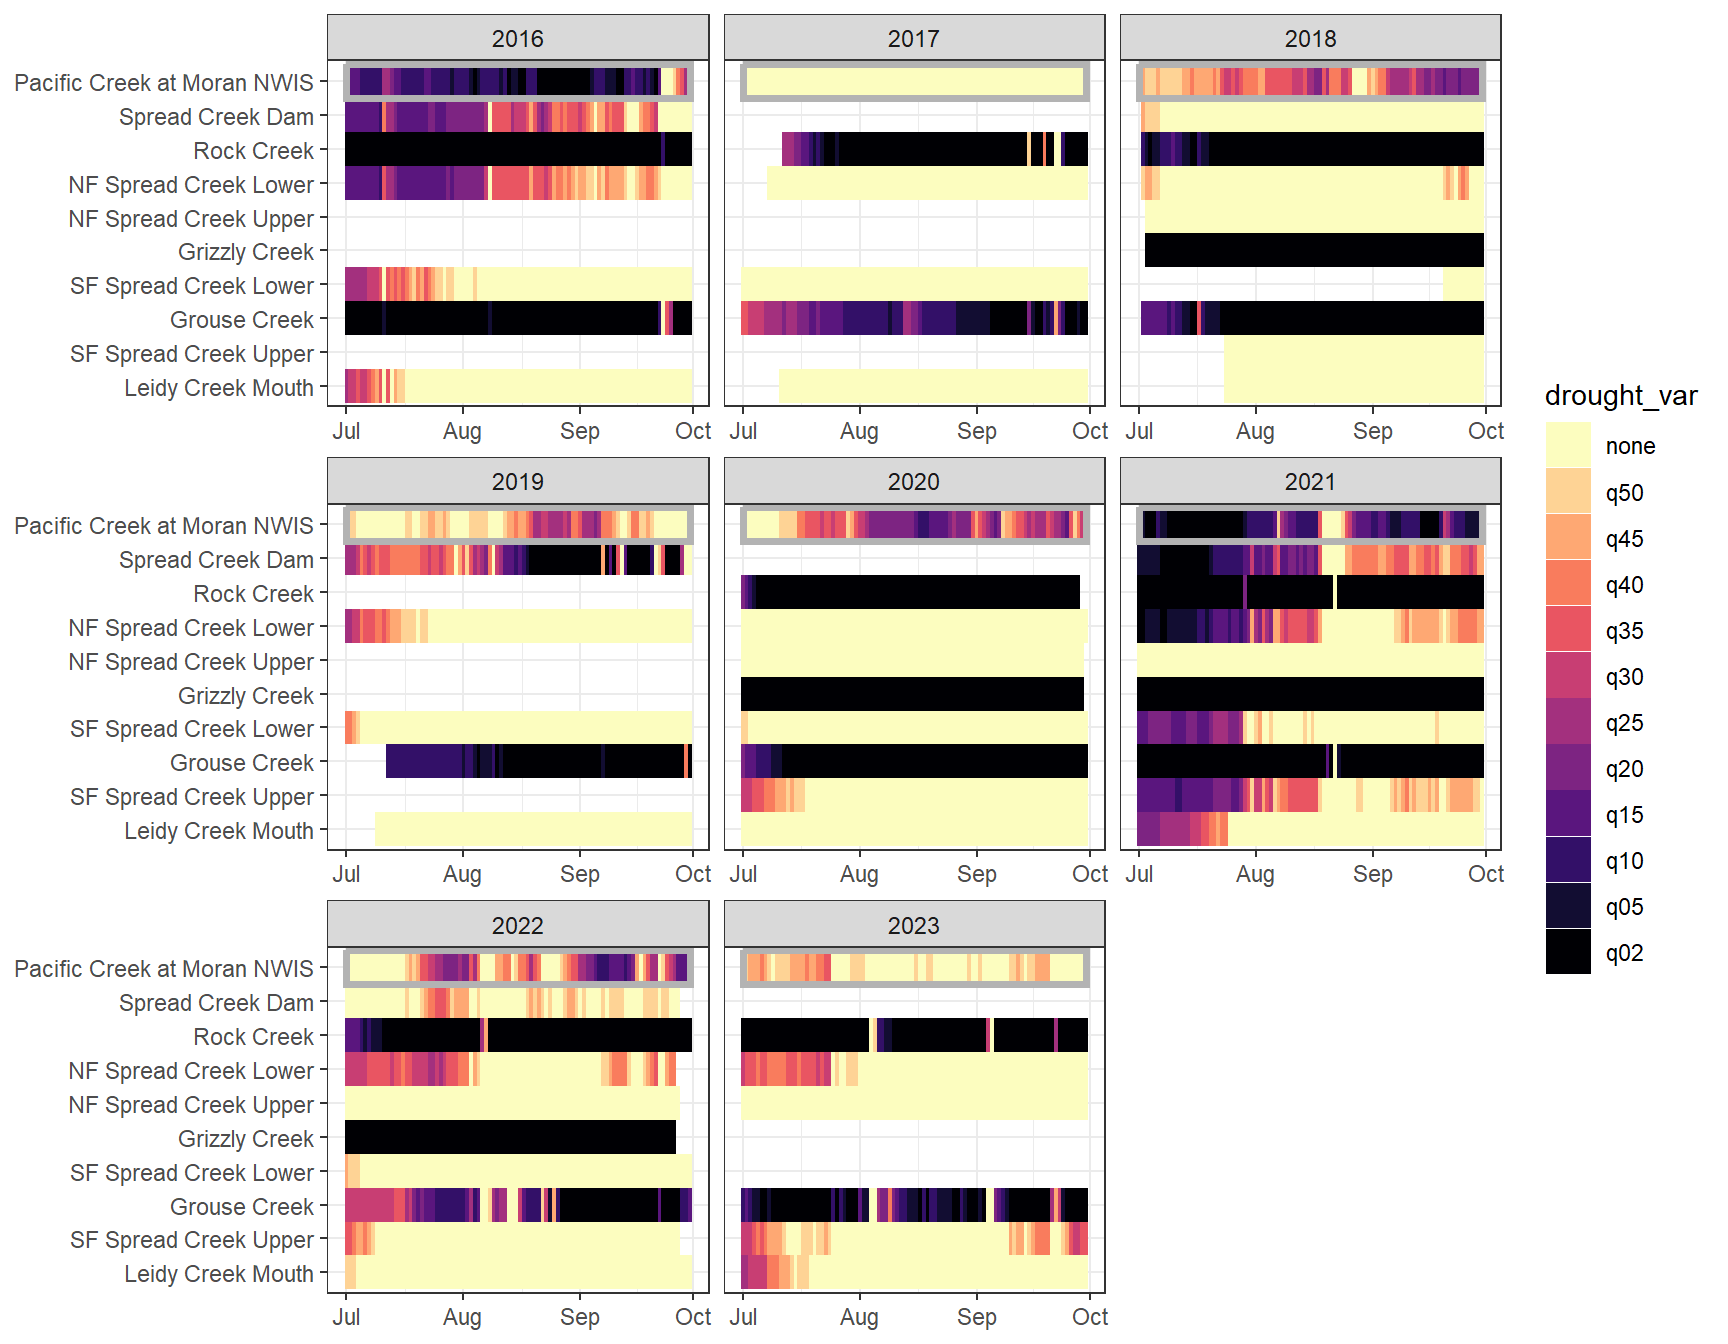 2016 2017 2018
Pacific Creek at Moran NWIS
Spread Creek Dam
Rock Creek
NF Spread Creek Lower
NF Spread Creek Upper
Grizzly Creek
SF Spread Creek Lower
Grouse Creek
SF Spread Creek Upper
Leidy Creek Mouth
Jul Aug Sep Oct Jul Aug Sep Oct Jul Aug Sep Oct
2019 2020 2021
Pacific Creek at Moran NWIS
Spread Creek Dam
Rock Creek
NF Spread Creek Lower
NF Spread Creek Upper
Grizzly Creek
SF Spread Creek Lower
Grouse Creek
SF Spread Creek Upper
Leidy Creek Mouth
Jul Aug Sep Oct Jul Aug Sep Oct Jul Aug Sep Oct
2022 2023
Pacific Creek at Moran NWIS
Spread Creek Dam
Rock Creek
NF Spread Creek Lower
NF Spread Creek Upper
Grizzly Creek
SF Spread Creek Lower
Grouse Creek
SF Spread Creek Upper
Leidy Creek Mouth
Jul Aug Sep Oct Jul Aug Sep Oct
drought_var
none
q50
q45
q40
q35
q30
q25
q20
q15
q10
q05
q02